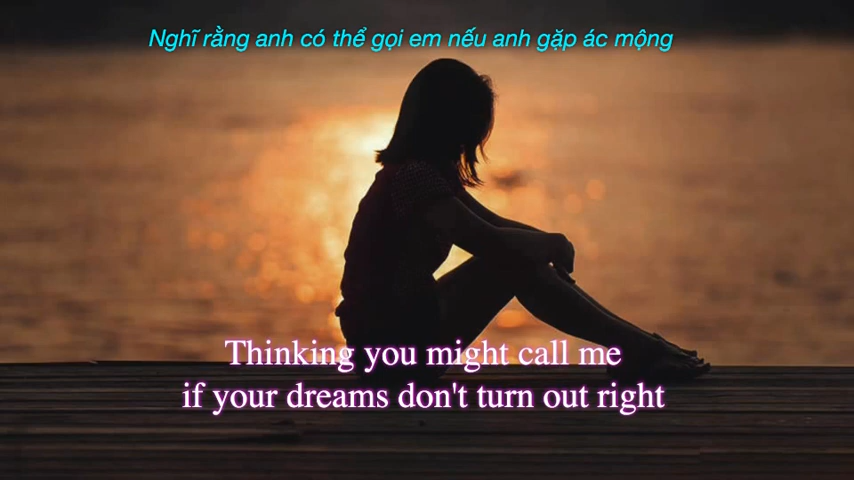 Nghĩ rằng anh có thể gọi em nếu anh gặp ác mộng
Thinking you might call me
if your dreams don't turn out right